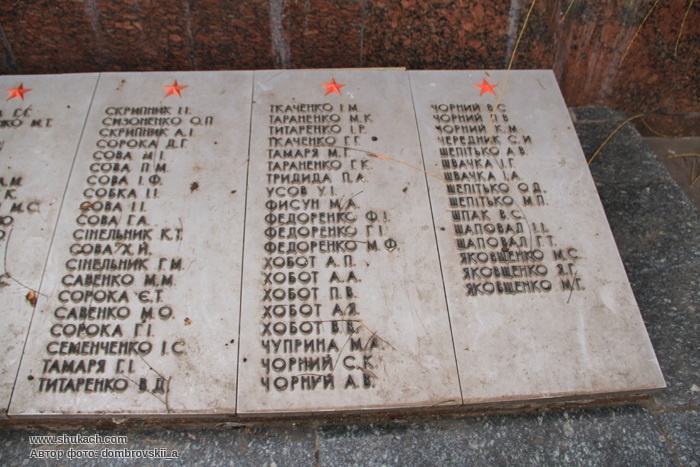 М.Т.
А.М.
М.С.
СКРИПНИК І.І.
СИЗОНЕНКО О.П
СКРИПНИК А.І.
СОРОКА Д.Г.
СОВА М.І.
СОВА П.М.
СОВА І.Ф.
СОБКА І.І.
СОВА Я.Г.
СОВА Г.А.
СІНЕЛЬНИК К.Т.
СОВА Х.Й.
СІНЕЛЬНИК Г.М.
САВЕНКО М.М.
СОРОКА Є.Т.
САВЕНКО М.О.
СОРОКА Г.І.
СЕМЕНЧЕНКО І.С.
ТАМАРЯ Г.І.
ТИТАРЕНКО В.Д.
ТКАЧЕНКО І.М.
ТАРАНЕНКО М.К.
ТИТАРЕНКО І.Р.
ТКАЧЕНКО Г.Г.
ТАМАРЯ М.Г.
ТАРАНЕНКО Г.К.
ТРИДИДА П.А.
УСОВ У.І.
ФИСУН М.А.
ФЕДОРЕНКО Ф.І.
ФЕДОРЕНКО Г.І
ФЕДОРЕНКО М.Ф.
ХОБОТ А.П.
ХОБОТ А.А.
ХОБОТ П.В.
ХОБОТ А.Я.
ХОБОТ В.В.
ЧУПРИНА М.А.
ЧОРНИЙ С.К.
ЧОРНИЙ А.В.
ЧОРНИЙ В.С.
ЧОРНИЙ П.В.
ЧОРНИЙ К.М.
ЧЕРЕДНИК С.И
ШЕПІТЬКО А.В.
ШВАЧКА І.Г.
ШВАЧКА І.А.
ШЕПІТЬКО О.Д.
ШЕПІТЬКО М.П.
ШПАК В.С.
ШАПОВАЛ І.І.
ШАПОВАЛ Г.Т.
ЯКОВЩЕНКО М.С.
ЯКОВЩЕНКО Я.Г.
ЯКОВЩЕНКО М.Г.
www.shukach.com
Автор фото: dombrovskii_a